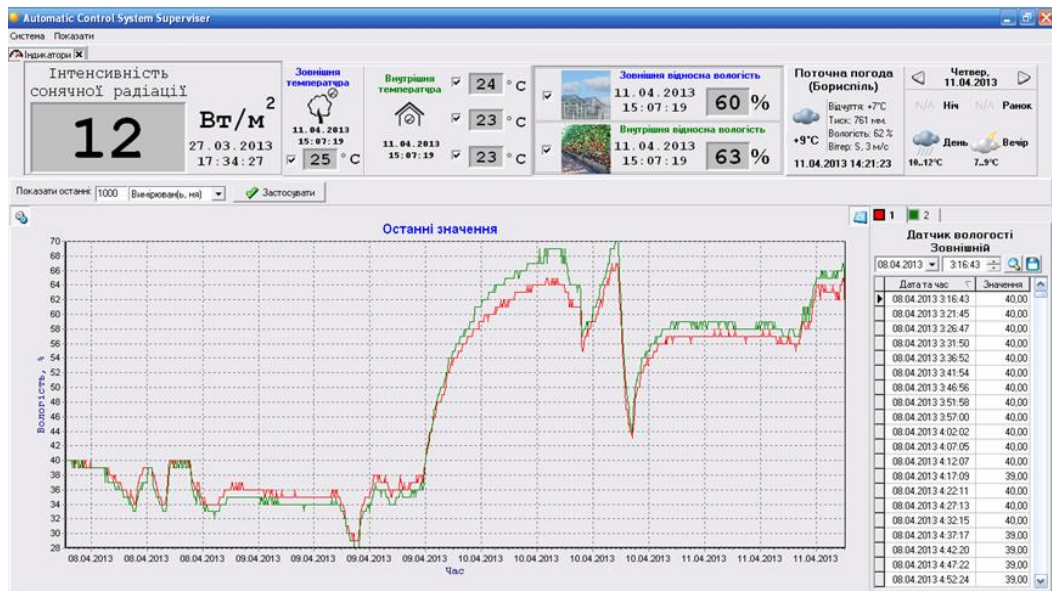 Automatic Control System Superviser
Система Показати
Індикатори
Інтенсивність
сонячної радіації
12
Вт/м2
27.03.2013
17:34:27
Зовнішня
температура
11.04.2013
15:07:19
25 °C
Внутрішня
температура
11.04.2013
15:07:19
24 °C
23 °C
23 °C
Зовнішня відносна вологість
11.04.2013
15:07:19
60 %
Внутрішня відносна вологість
11.04.2013
15:07:19
63 %
Поточна погода
(Бориспіль)
Відчуття: +7°C
Тиск: 761 мм.
Вологість: 62 %
Вітер: S, 3 м/с
+9°C
11.04.2013 14:21:23
Четвер,
11.04.2013
N/A Ніч N/A Ранок
День Вечір
10..12°C 7..9°C
Показати останні: 1000 Вимірюван(ь, ня) Застосувати
Останні значення
70
68
66
64
62
60
58
56
54
52
50
48
46
44
42
40
38
36
34
32
30
28
Вологість, %
08.04.2013 08.04.2013 08.04.2013 09.04.2013 09.04.2013 09.04.2013 09.04.2013 10.04.2013 10.04.2013 10.04.2013 10.04.2013 11.04.2013 11.04.2013 11.04.2013
Час
1 2
Датчик вологості
Зовнішній
08.04.2013 3:16:43
Дата та час Значення
08.04.2013 3:16:43 40,00
08.04.2013 3:21:45 40,00
08.04.2013 3:26:47 40,00
08.04.2013 3:31:50 40,00
08.04.2013 3:36:52 40,00
08.04.2013 3:41:54 40,00
08.04.2013 3:46:56 40,00
08.04.2013 3:51:58 40,00
08.04.2013 3:57:00 40,00
08.04.2013 4:02:02 40,00
08.04.2013 4:07:05 40,00
08.04.2013 4:12:07 40,00
08.04.2013 4:17:09 39,00
08.04.2013 4:22:11 40,00
08.04.2013 4:27:13 40,00
08.04.2013 4:32:15 40,00
08.04.2013 4:37:17 39,00
08.04.2013 4:42:20 39,00
08.04.2013 4:47:22 39,00
08.04.2013 4:52:24 39,00